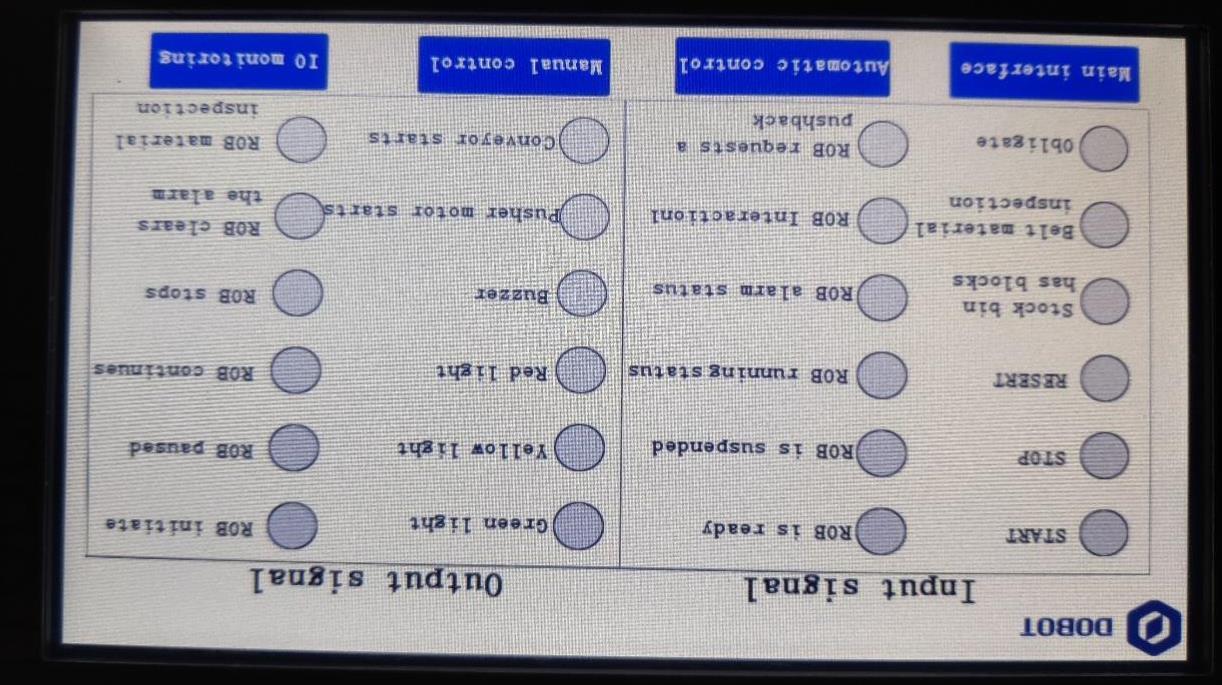 DOBOT
Input signal
Output signal
START
ROB is ready
Green light
ROB initiate
STOP
ROB is suspended
Yellow light
ROB paused
RESERT
ROB running status
Red light
ROB continues
Stock bin
has blocks
ROB alarm status
Buzzer
ROB stops
Belt material
inspection
ROB Interaction1
Pusher motor starts
ROB clears
the alarm
Obligate
ROB requests a
pushback
Conveyor starts
ROB material
inspection
Main interface
Automatic control
Manual control
IO monitoring